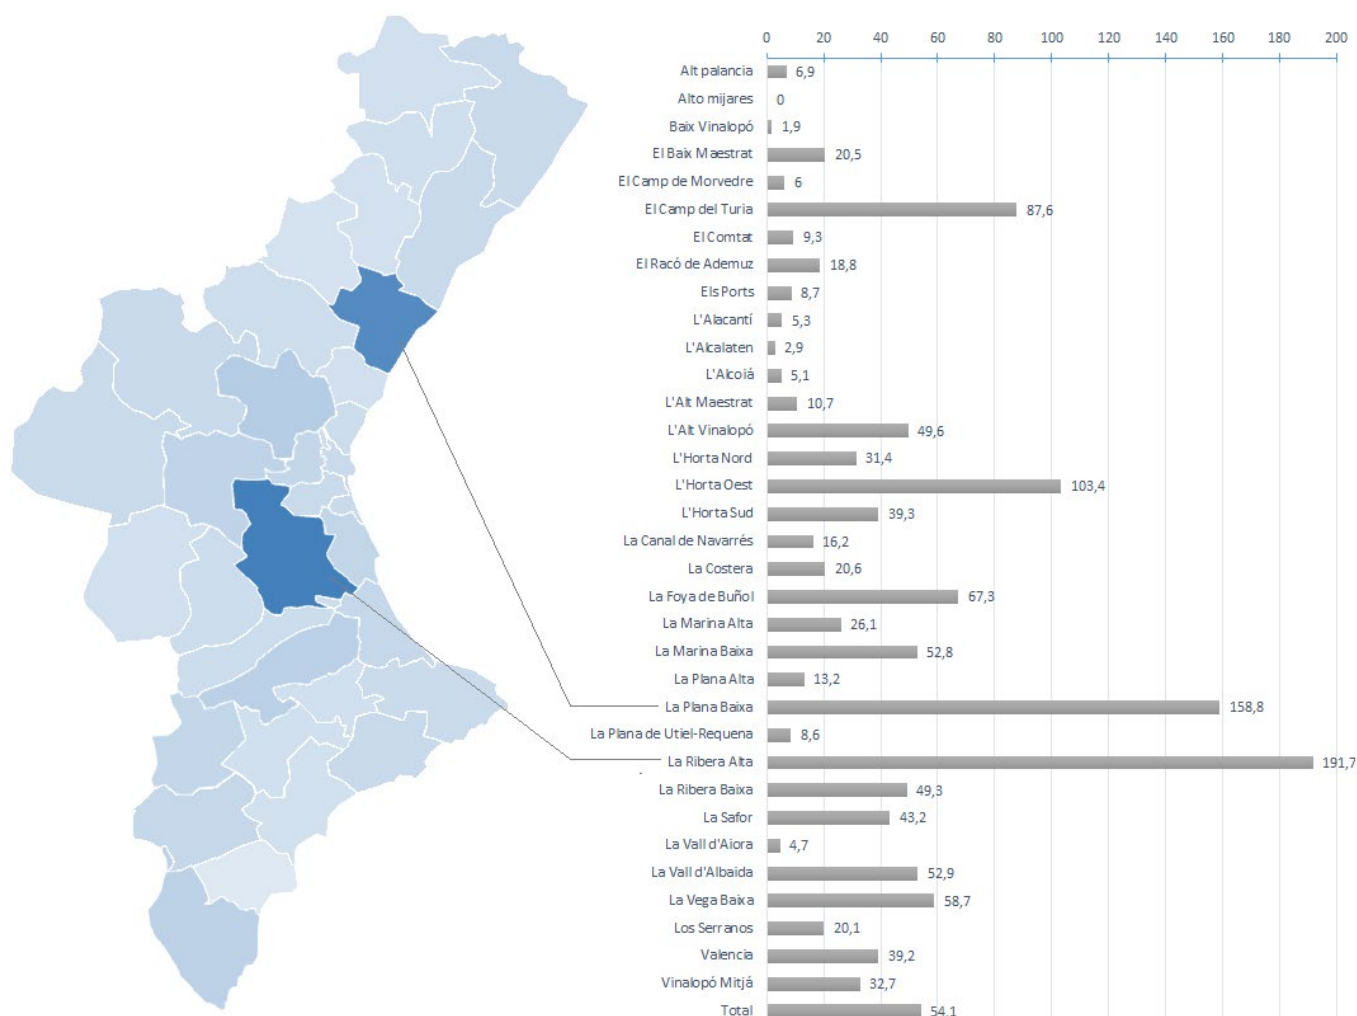 0 20 40 60 80 100 120 140 160 180 200
Alt palancia 6,9
Alto mijares 0
Baix Vinalopó 1,9
El Baix Maestrat 20,5
El Camp de Morvedre 6
El Camp del Turia 87,6
El Comtat 9,3
El Racó de Ademuz 18,8
Els Ports 8,7
L'Alacantí 5,3
L'Alcalaten 2,9
L'Alcoiá 5,1
L'Alt Maestrat 10,7
L'Alt Vinalopó 49,6
L'Horta Nord 31,4
L'Horta Oest 103,4
L'Horta Sud 39,3
La Canal de Navarrés 16,2
La Costera 20,6
La Foya de Buñol 67,3
La Marina Alta 26,1
La Marina Baixa 52,8
La Plana Alta 13,2
La Plana Baixa 158,8
La Plana de Utiel-Requena 8,6
La Ribera Alta 191,7
La Ribera Baixa 49,3
La Safor 43,2
La Vall d'Aiora 4,7
La Vall d'Albaida 52,9
La Vega Baixa 58,7
Los Serranos 20,1
Valencia 39,2
Vinalopó Mitjá 32,7
Total 54,1